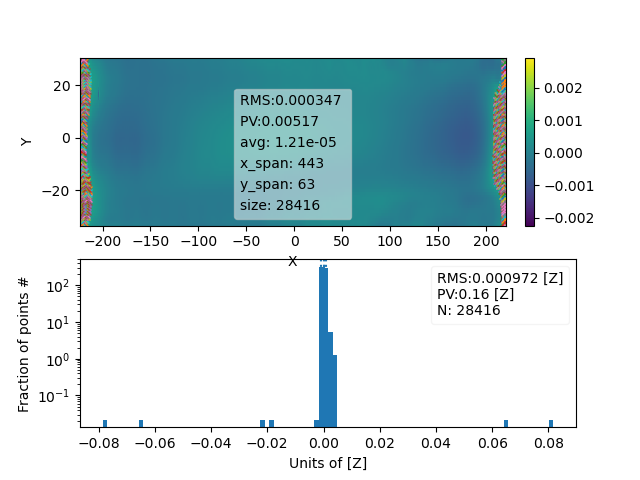 20
0
−20
Y
RMS:0.000347
PV:0.00517
avg: 1.21e-05
x_span: 443
y_span: 63
size: 28416
0.002
0.001
0.000
−0.001
−0.002
−200 −150 −100 −50 0 50 100 150 200
X
10²
10¹
10⁰
10⁻¹
Fraction of points #
RMS:0.000972 [Z]
PV:0.16 [Z]
N: 28416
−0.08 −0.06 −0.04 −0.02 0.00 0.02 0.04 0.06 0.08
Units of [Z]